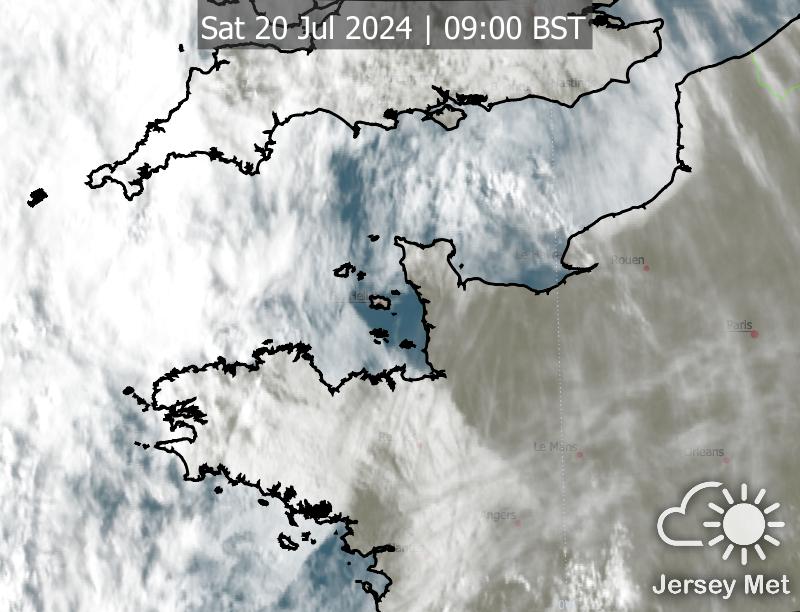 Sat 20 Jul 2024 | 09:00 BST
Rouen
Paris
Le Mans
Orleans
Angers
Jersey Met